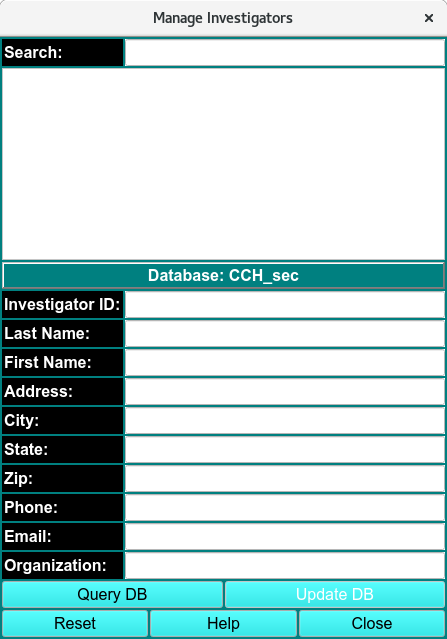 Manage Investigators ×
Search:
Database: CCH_sec
Investigator ID:
Last Name:
First Name:
Address:
City:
State:
Zip:
Phone:
Email:
Organization:
Query DB Update DB
Reset Help Close